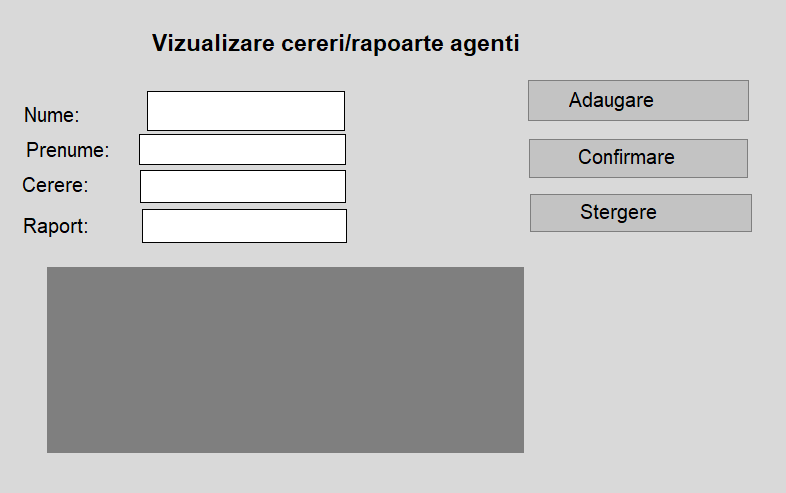 Vizualizare cereri/rapoarte agenti
Nume:
Prenume:
Cerere:
Raport:
Adaugare
Confirmare
Stergere